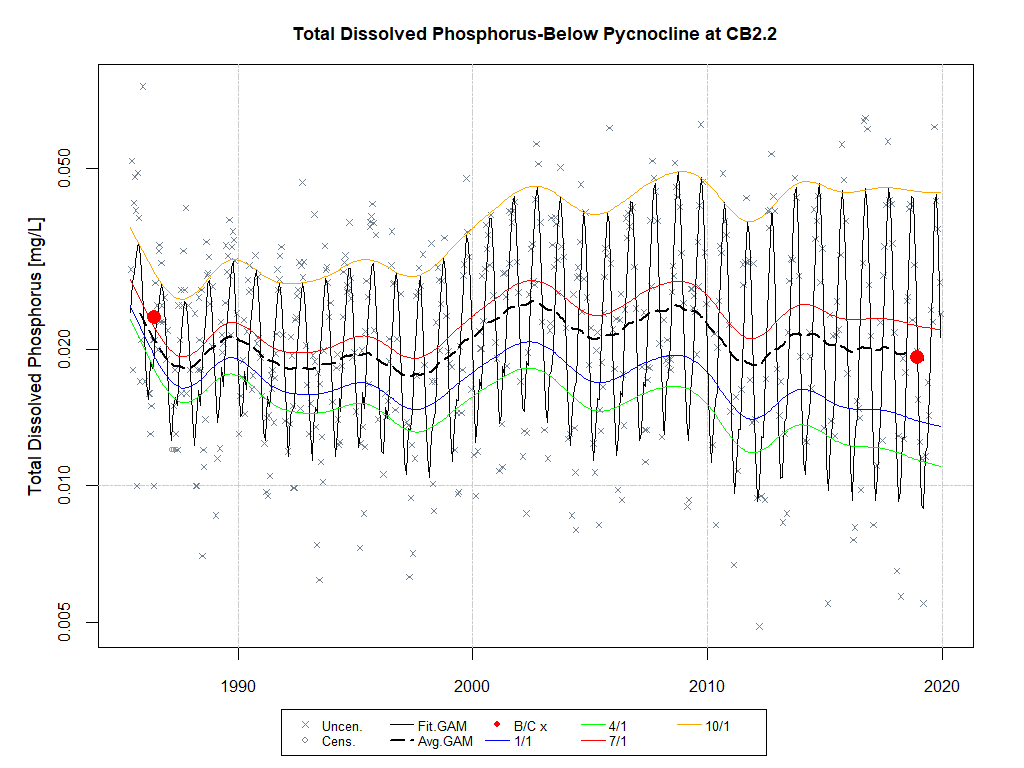 Total Dissolved Phosphorus-Below Pycnocline at CB2.2
Total Dissolved Phosphorus [mg/L]
0.050
0.020
0.010
0.005
1990 2000 2010 2020
Uncen. Fit.GAM B/C x 4/1 10/1
Cens. Avg.GAM 1/1 7/1